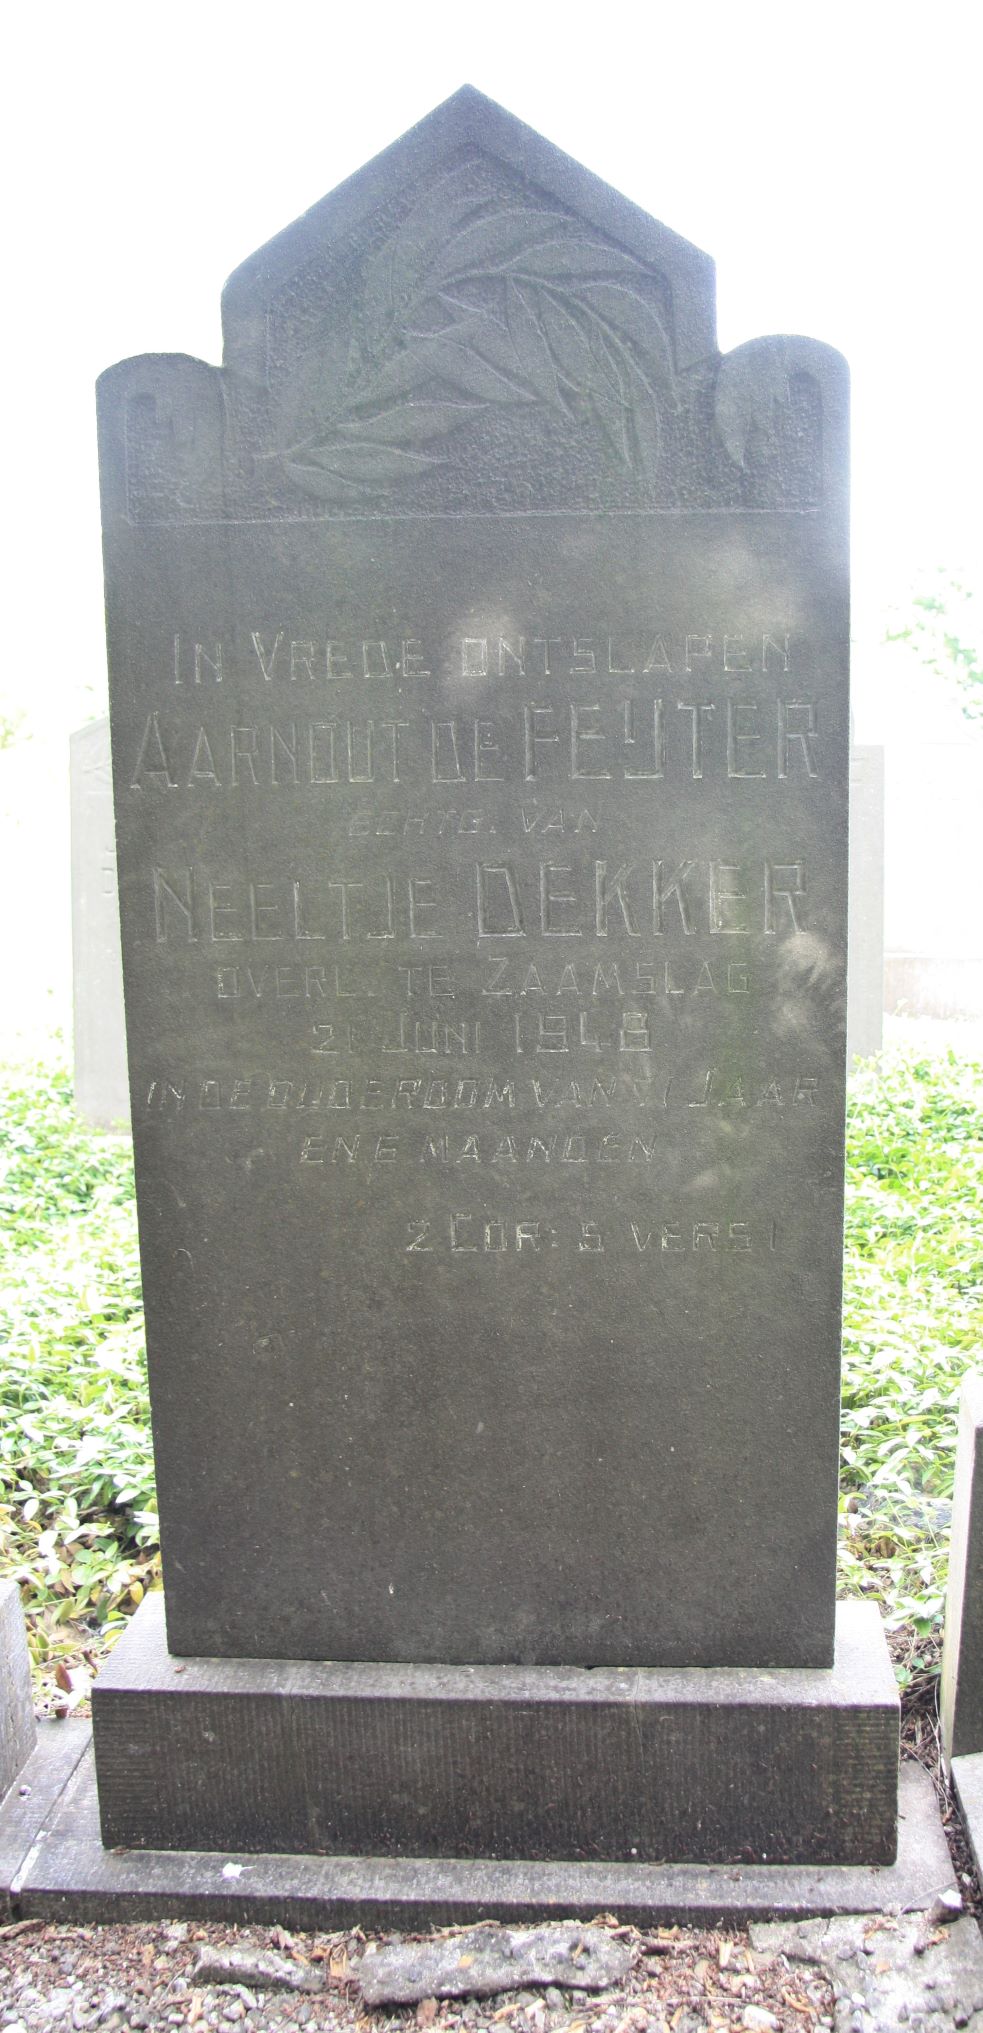 IN VREDE ONTSLAPEN
AARNOUT DE FEIJTER
ECHTG. VAN
NEELTJE DEKKER
OVERL. TE ZAAMSLAG
21 JUNI 1948
IN DE OUDERDOM VAN JAAR
EN 6 MAANDEN
2 COR: 5 VERS 1